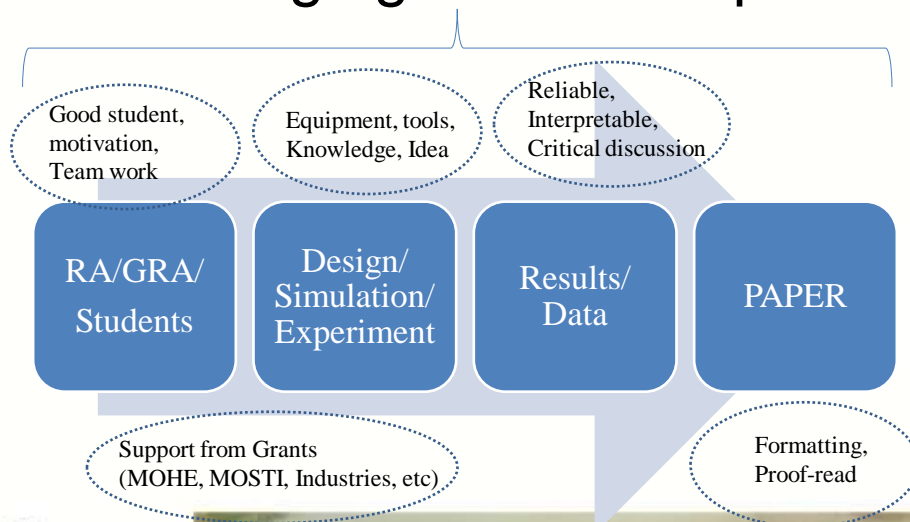 Good student,
motivation,
Team work
Equipment, tools,
Knowledge, Idea
Reliable,
Interpretable,
Critical discussion
RA/GRA/
Students
Design/
Simulation/
Experiment
Results/
Data
PAPER
Support from Grants
(MOHE, MOSTI, Industries, etc)
Formatting,
Proof-read